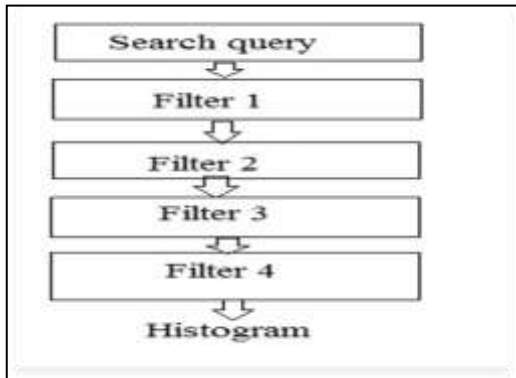 Search query
Filter 1
Filter 2
Filter 3
Filter 4
Histogram